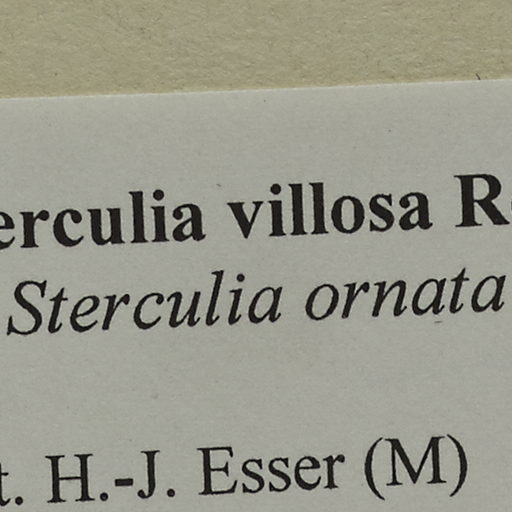 erculia villosa R
Sterculia ornata
t. H.-J. Esser (M)